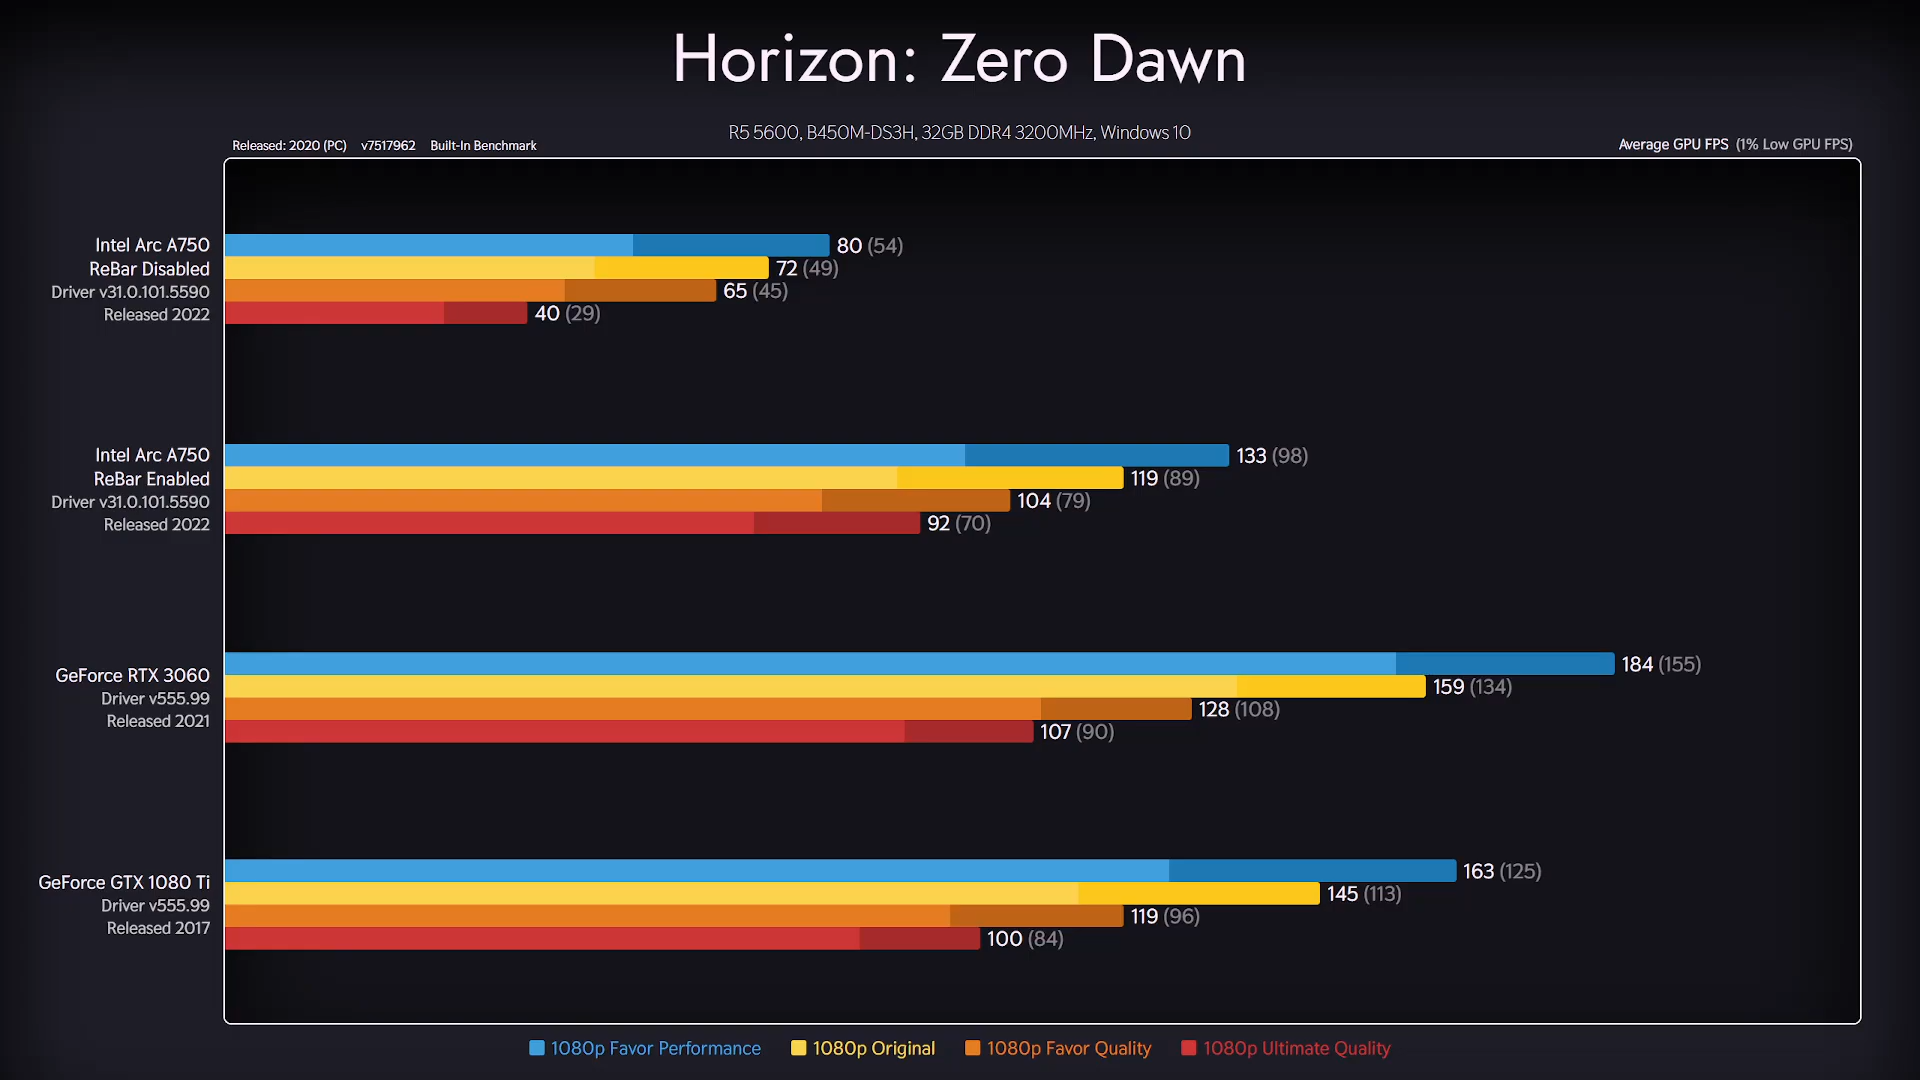 Horizon: Zero Dawn
R5 5600, B450M-DS3H, 32GB DDR4 3200MHz, Windows 10
Released: 2020 (PC) v7517962 Built-In Benchmark
Average GPU FPS (1% Low GPU FPS)
Intel Arc A750
ReBar Disabled
Driver v31.0.101.5590
Released 2022
80 (54)
72 (49)
65 (45)
40 (29)
Intel Arc A750
ReBar Enabled
Driver v31.0.101.5590
Released 2022
133 (98)
119 (89)
104 (79)
92 (70)
GeForce RTX 3060
Driver v555.99
Released 2021
184 (155)
159 (134)
128 (108)
107 (90)
GeForce GTX 1080 Ti
Driver v555.99
Released 2017
163 (125)
145 (113)
119 (96)
100 (84)
1080p Favor Performance 1080p Original 1080p Favor Quality 1080p Ultimate Quality